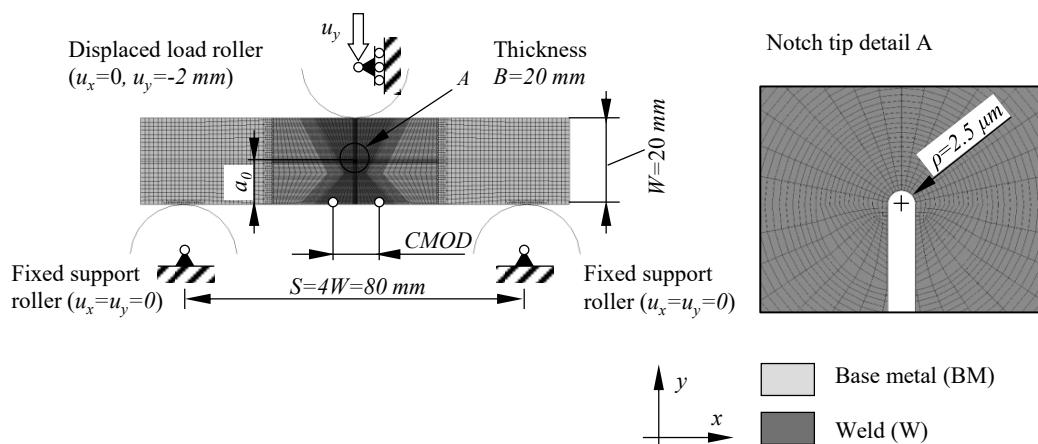 u_y
Displaced load roller
(u_x=0, u_y=-2 mm)
Thickness
B=20 mm
A
Notch tip detail A
ρ=2.5 μm
W=20 mm
a_0
CMOD
Fixed support
roller (u_x=u_y=0)
S=4W=80 mm
Fixed support
roller (u_x=u_y=0)
y
x
Base metal (BM)
Weld (W)